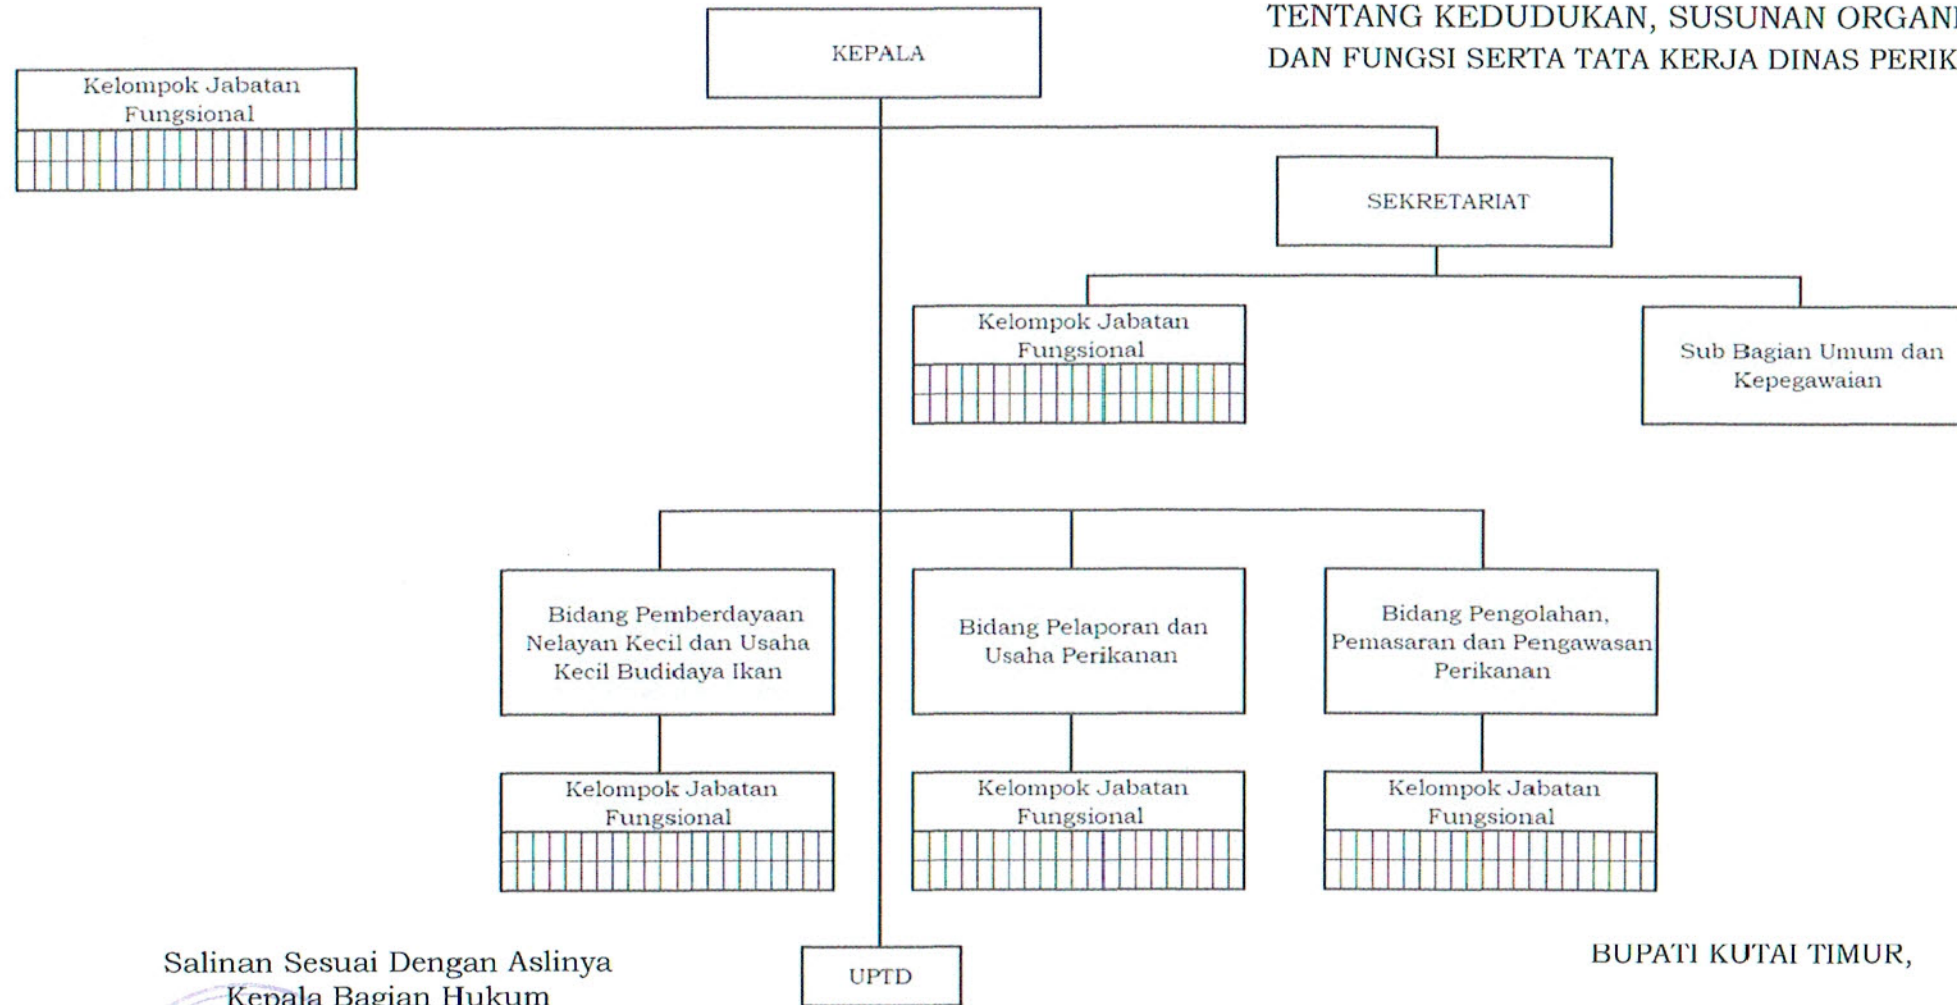 TENTANG KEDUDUKAN, SUSUNAN ORGANI
DAN FUNGSI SERTA TATA KERJA DINAS PERIK
KEPALA
Kelompok Jabatan
Fungsional
SEKRETARIAT
Kelompok Jabatan
Fungsional
Sub Bagian Umum dan
Kepegawaian
Bidang Pemberdayaan
Nelayan Kecil dan Usaha
Kecil Budidaya Ikan
Bidang Pelaporan dan
Usaha Perikanan
Bidang Pengolahan,
Pemasaran dan Pengawasan
Perikanan
Kelompok Jabatan
Fungsional
Kelompok Jabatan
Fungsional
Kelompok Jabatan
Fungsional
UPTD
Salinan Sesuai Dengan Aslinya
Kepala Bagian Hukum
BUPATI KUTAI TIMUR,